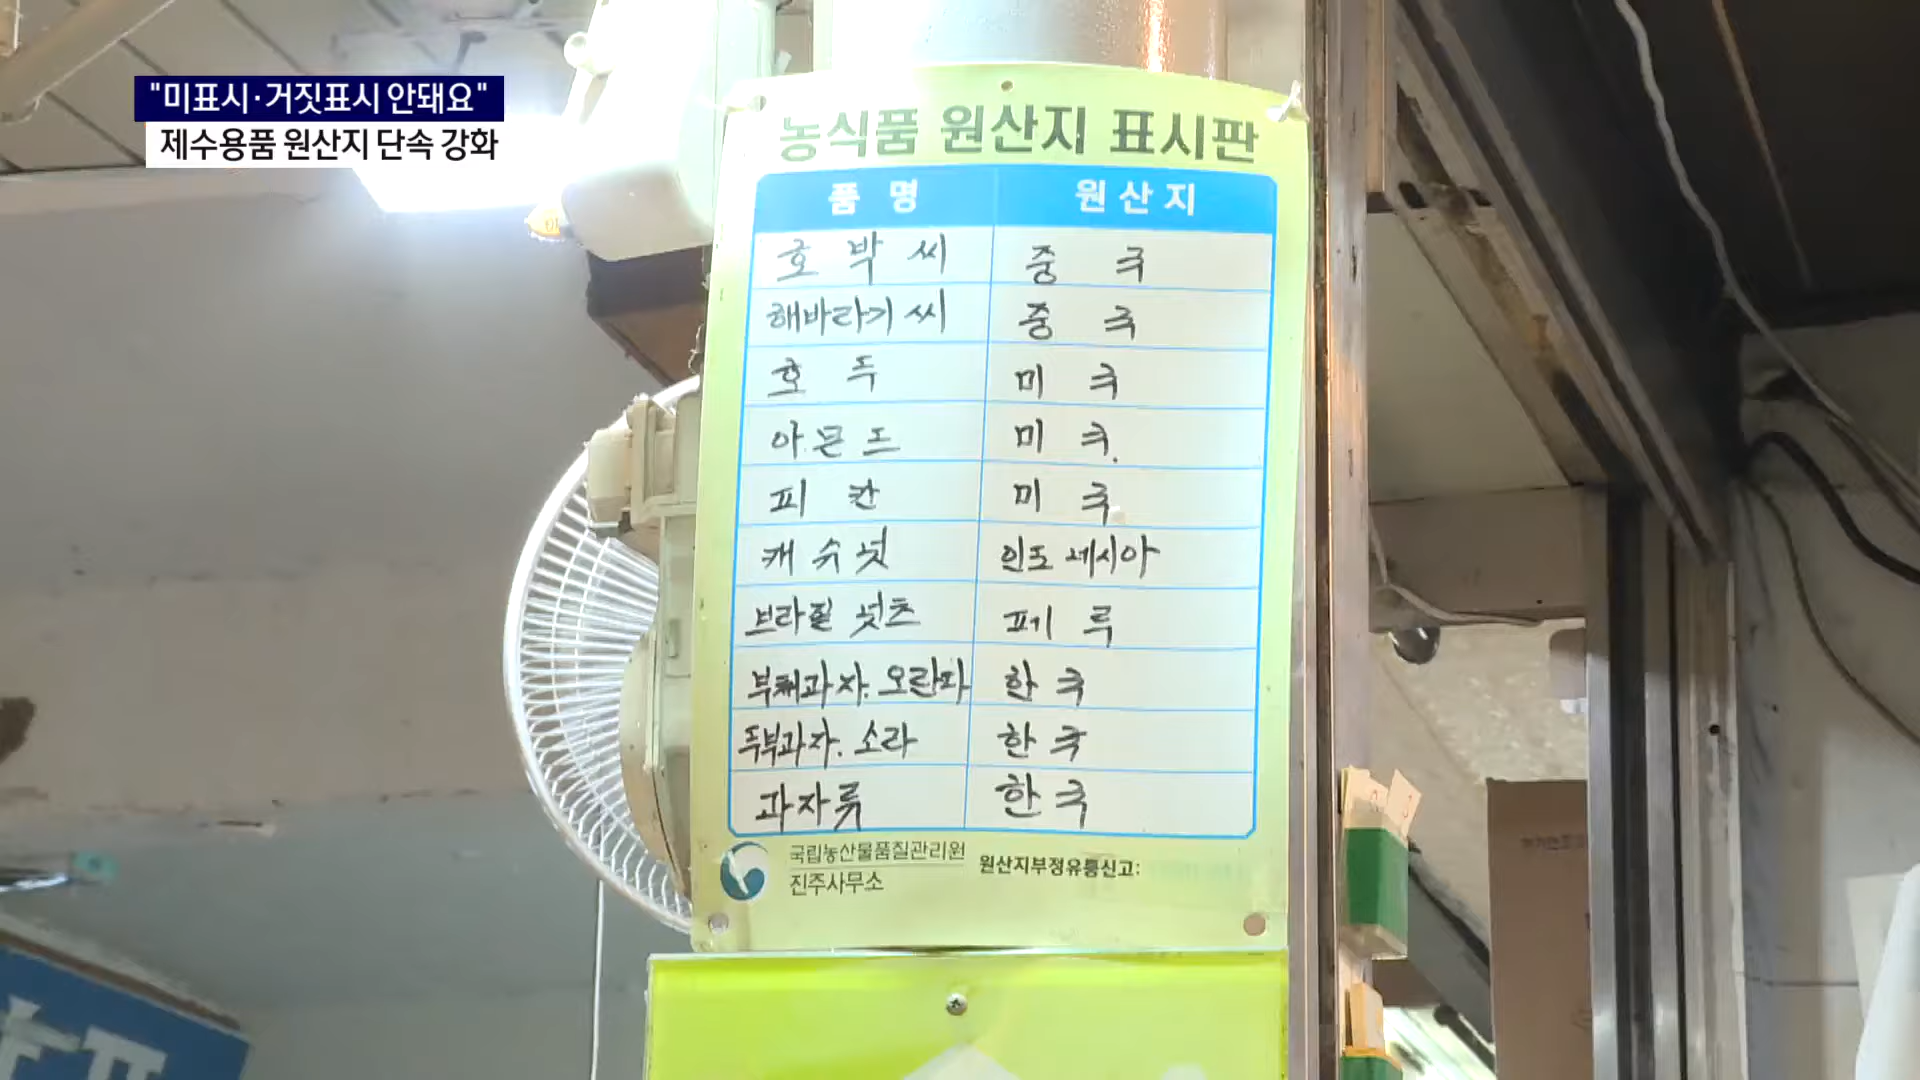 "미표시·거짓표시 안돼요"
제수용품 원산지 단속 강화
농식품 원산지 표시판
품 명 원 산 지
호 박 씨 중 국
해바라기 씨 중 국
호 두 미 국
아몬드 미 국.
피 칸 미 국
캐슈넛 인도네시아
브라질 넛츠 페 루
부채과자. 오란다 한 국
두부과자. 소라 한 국
과자류 한 국
국립농산물품질관리원
진주사무소
원산지부정유통신고: